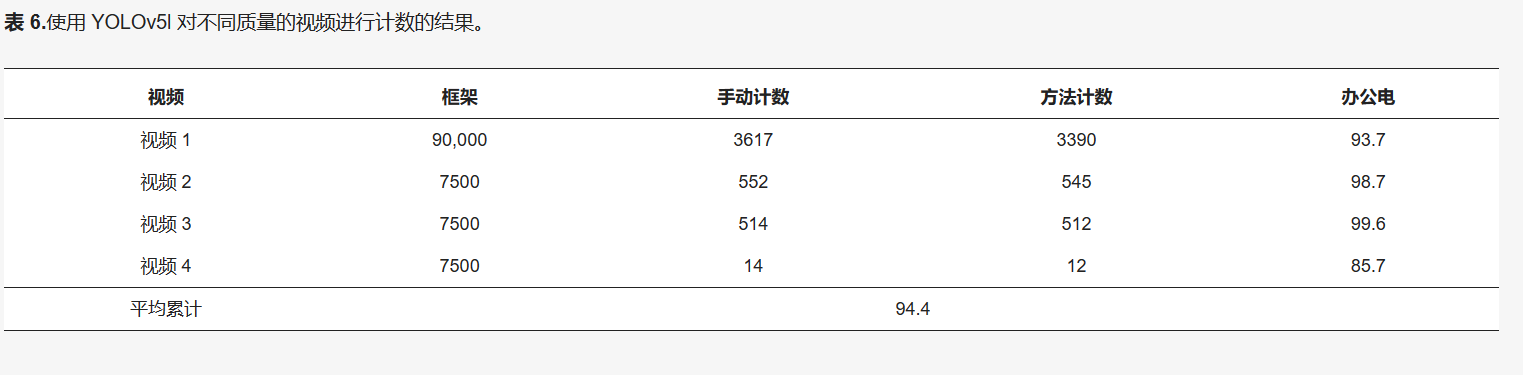 表 6.使用 YOLOv5l 对不同质量的视频进行计数的结果。
视频 框架 手动计数 方法计数 办公电
视频 1 90,000 3617 3390 93.7
视频 2 7500 552 545 98.7
视频 3 7500 514 512 99.6
视频 4 7500 14 12 85.7
平均累计 94.4